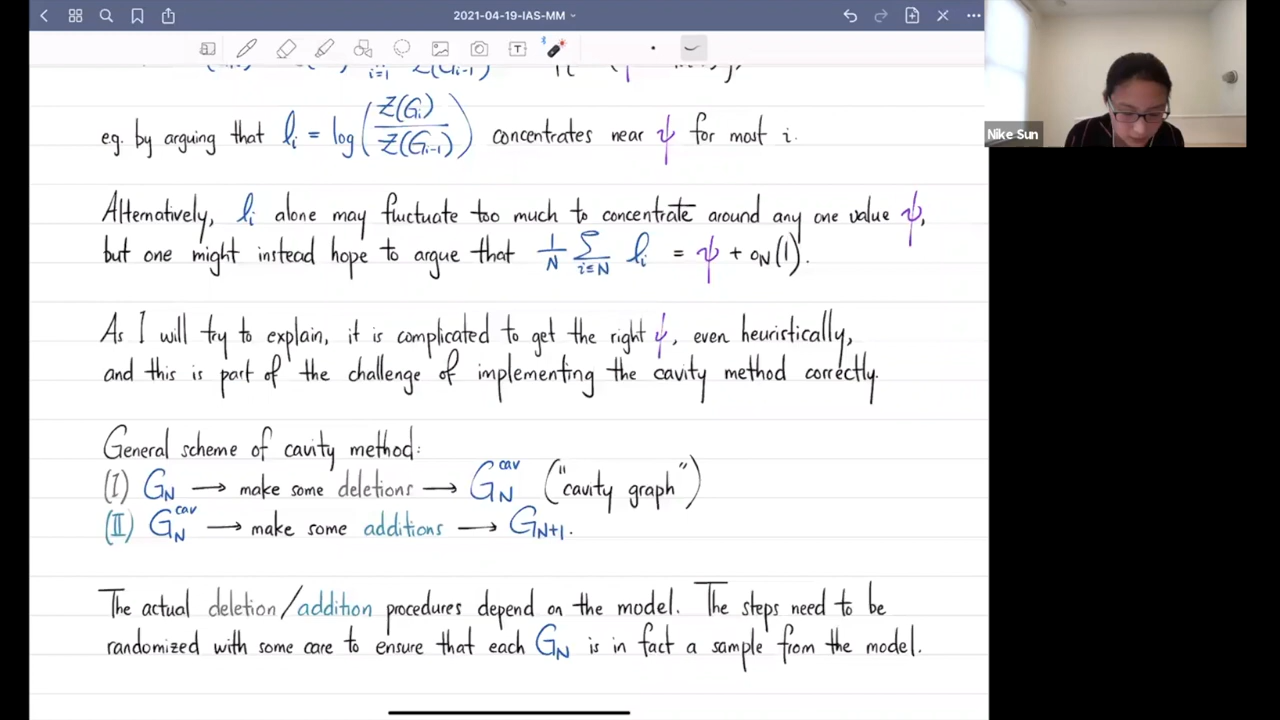 2021-04-19-IAS-MM
Nike Sun
e.g. by arguing that lᵢ = log(Z(Gᵢ)/Z(Gᵢ₋₁)) concentrates near ψ for most i.
Alternatively, lᵢ alone may fluctuate too much to concentrate around any one value ψ,
but one might instead hope to argue that 1/N Σ_{i≤N} lᵢ = ψ + o_N(1).
As I will try to explain, it is complicated to get the right ψ, even heuristically,
and this is part of the challenge of implementing the cavity method correctly.
General scheme of cavity method:
(I) G_N → make some deletions → G_N^cav ("cavity graph")
(II) G_N^cav → make some additions → G_{N+1}.
The actual deletion/addition procedures depend on the model. The steps need to be
randomized with some care to ensure that each G_N is in fact a sample from the model.